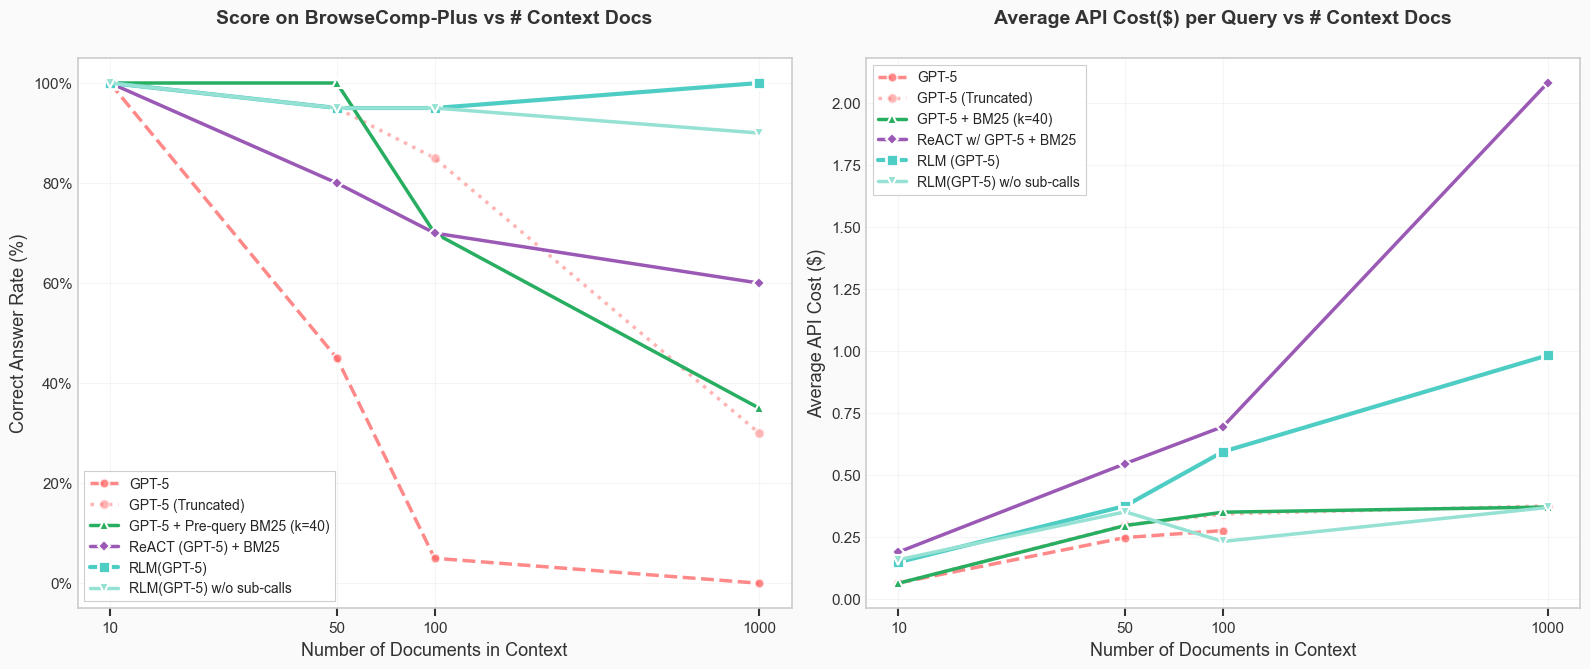 Score on BrowseComp-Plus vs # Context Docs
Correct Answer Rate (%)
100%
80%
60%
40%
20%
0%
GPT-5
GPT-5 (Truncated)
GPT-5 + Pre-query BM25 (k=40)
ReACT (GPT-5) + BM25
RLM(GPT-5)
RLM(GPT-5) w/o sub-calls
10
50
100
1000
Number of Documents in Context
Average API Cost($) per Query vs # Context Docs
Average API Cost ($)
GPT-5
GPT-5 (Truncated)
GPT-5 + BM25 (k=40)
ReACT w/ GPT-5 + BM25
RLM (GPT-5)
RLM(GPT-5) w/o sub-calls
2.00
1.75
1.50
1.25
1.00
0.75
0.50
0.25
0.00
10
50
100
1000
Number of Documents in Context